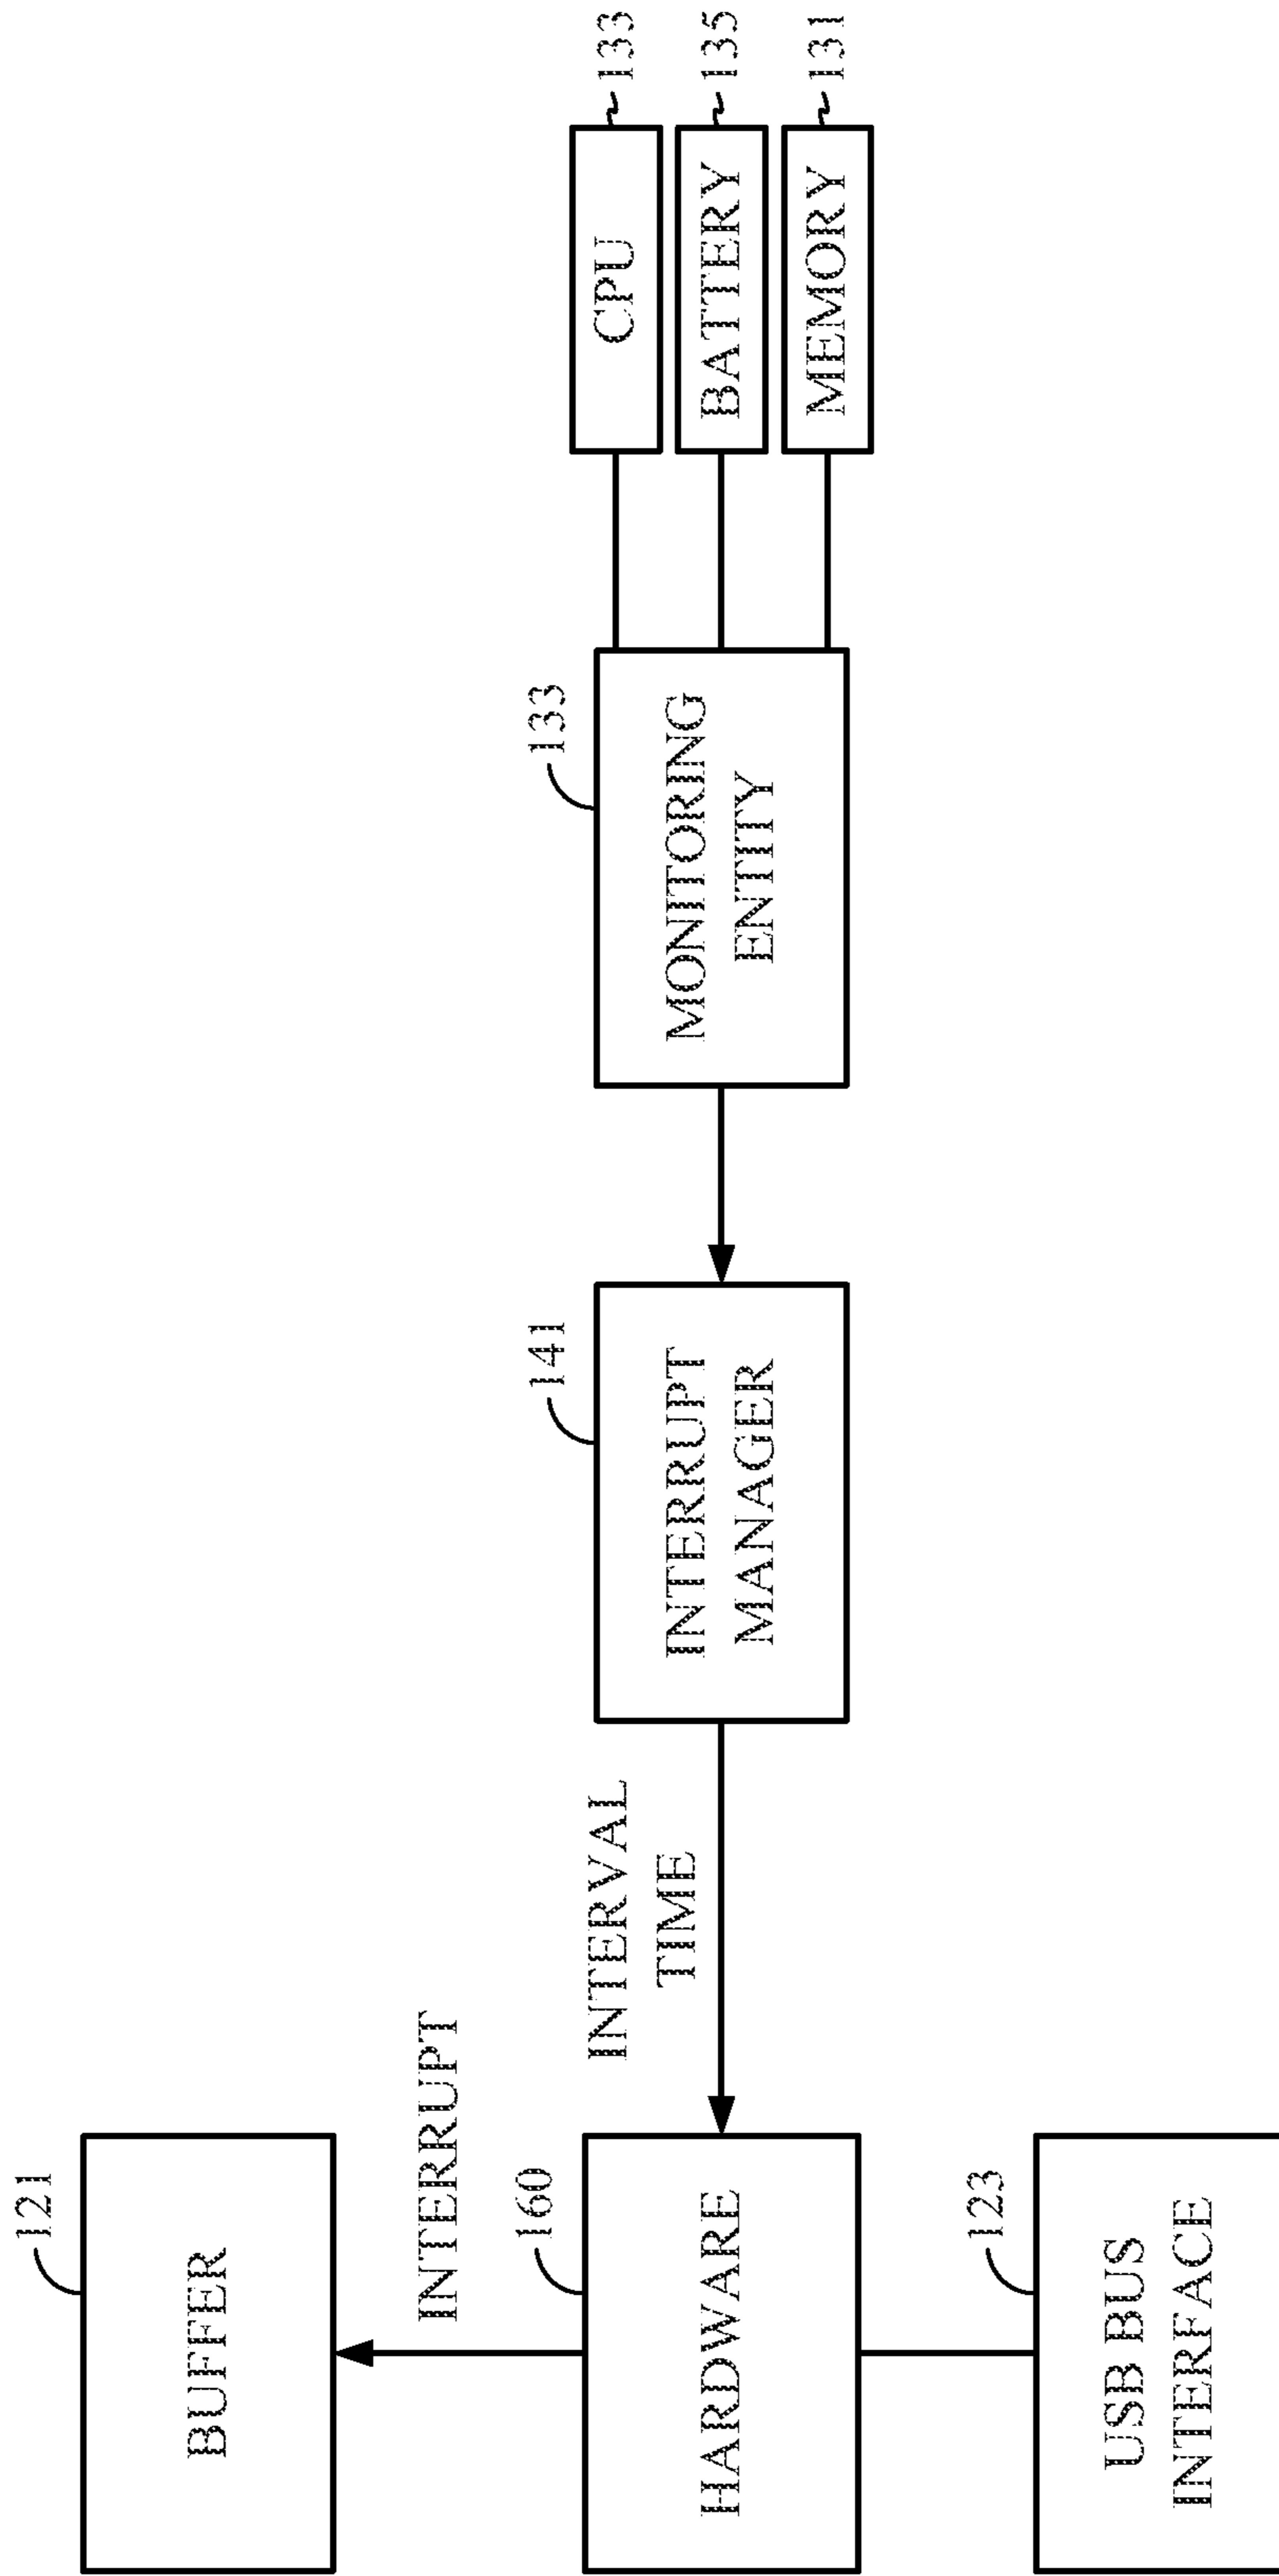 121
BUFFER
INTERRUPT
160
HARDWARE
123
USB BUS
INTERFACE
INTERVAL
TIME
141
INTERRUPT
MANAGER
133
MONITORING
ENTITY
CPU
133
BATTERY
135
MEMORY
131